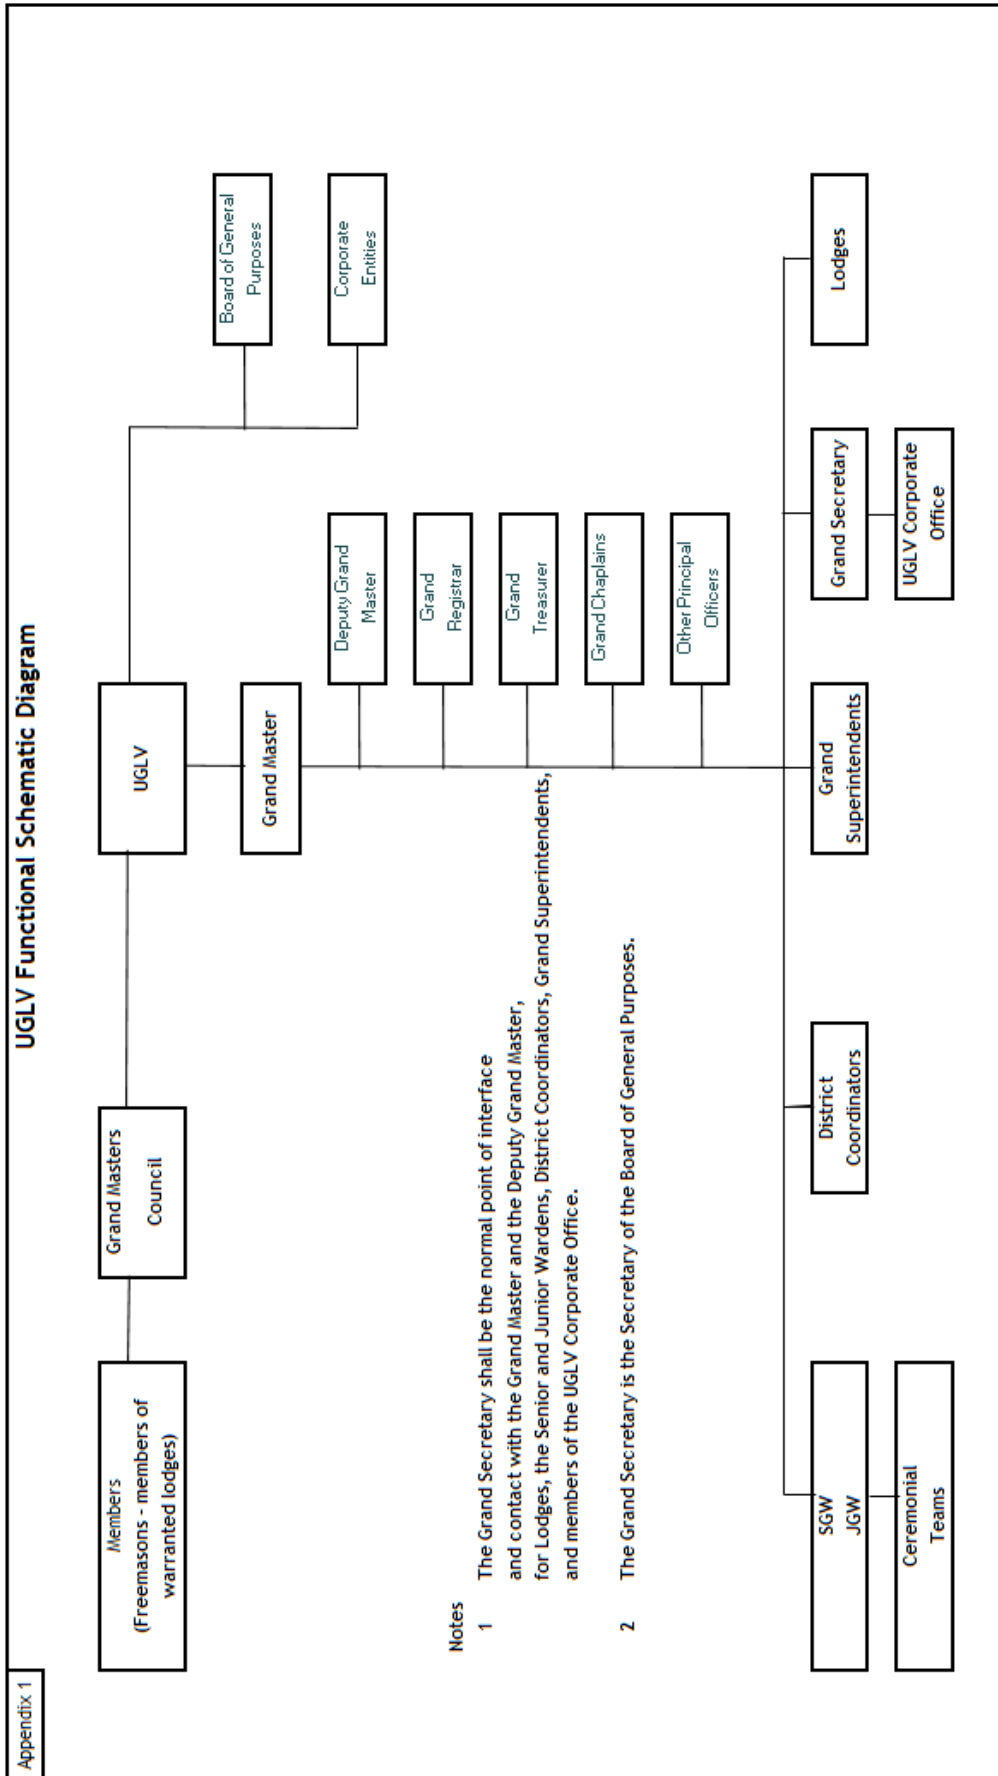 Appendix 1
UGLV Functional Schematic Diagram
Members
(Freemasons - members of
warranted lodges)
Grand Masters
Council
UGLV
Grand Master
Board of General
Purposes
Corporate
Entities
Deputy Grand
Master
Grand
Registrar
Grand
Treasurer
Grand Chaplains
Other Principal
Officers
Notes
1 The Grand Secretary shall be the normal point of interface
and contact with the Grand Master and the Deputy Grand Master,
for Lodges, the Senior and Junior Wardens, District Coordinators, Grand Superintendents,
and members of the UGLV Corporate Office.
2 The Grand Secretary is the Secretary of the Board of General Purposes.
SGW
JGW
Ceremonial
Teams
District
Coordinators
Grand
Superintendents
Grand Secretary
UGLV Corporate
Office
Lodges